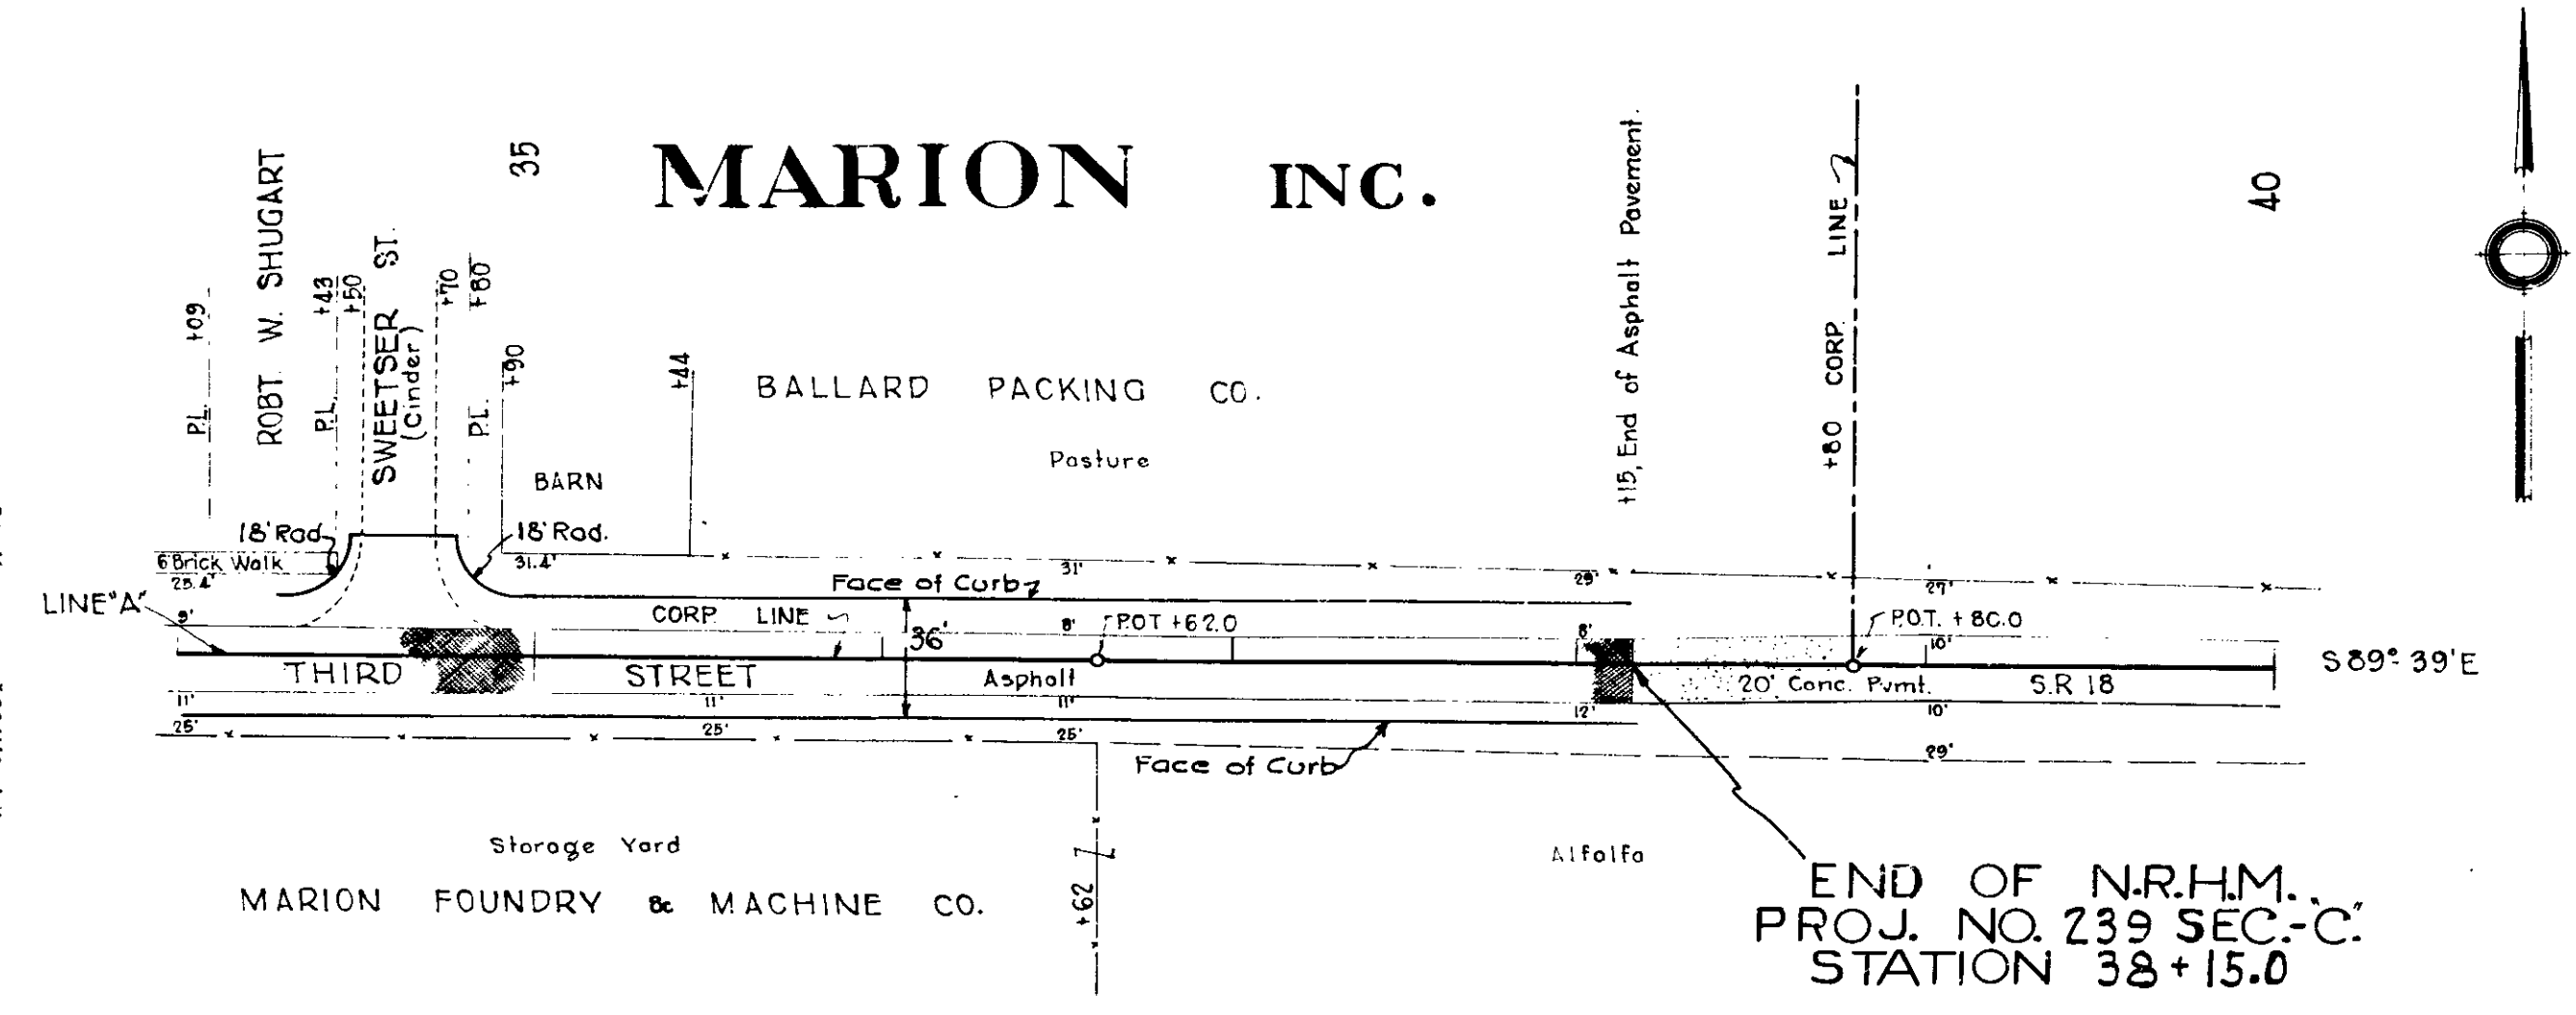 MARION INC.
35
40
P.L. +09
ROBT. W. SHUGART
P.L. +43
+50
SWEETSER ST.
(Cinder)
+70
P.L. +80
+90
+44
BARN
BALLARD PACKING CO.
Pasture
+15, End of Asphalt Pavement.
+80 CORP. LINE
18' Rad.
18' Rad.
6' Brick Walk
25.4'
31.4'
31'
29'
27'
Face of Curb
LINE "A"
9'
CORP. LINE
36'
8'
P.O.T +62.0
8'
P.O.T. + 80.0
10'
THIRD STREET
Asphalt
20' Conc. Pvmt.
S.R 18
S 89° 39' E
11'
11'
11'
12'
10'
25'
25'
25'
29'
Face of Curb
Storage Yard
MARION FOUNDRY & MACHINE CO.
+62
Alfalfa
END OF N.R.H.M.
PROJ. NO. 239 SEC.-"C".
STATION 38+15.0